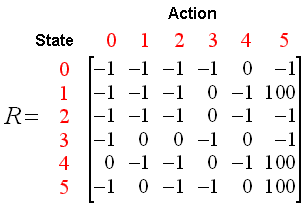 Action
State 0 1 2 3 4 5
0 -1 -1 -1 -1 0 -1
1 -1 -1 -1 0 -1 100
R= 2 -1 -1 -1 0 -1 -1
3 -1 0 0 -1 0 -1
4 0 -1 -1 0 -1 100
5 -1 0 -1 -1 0 100